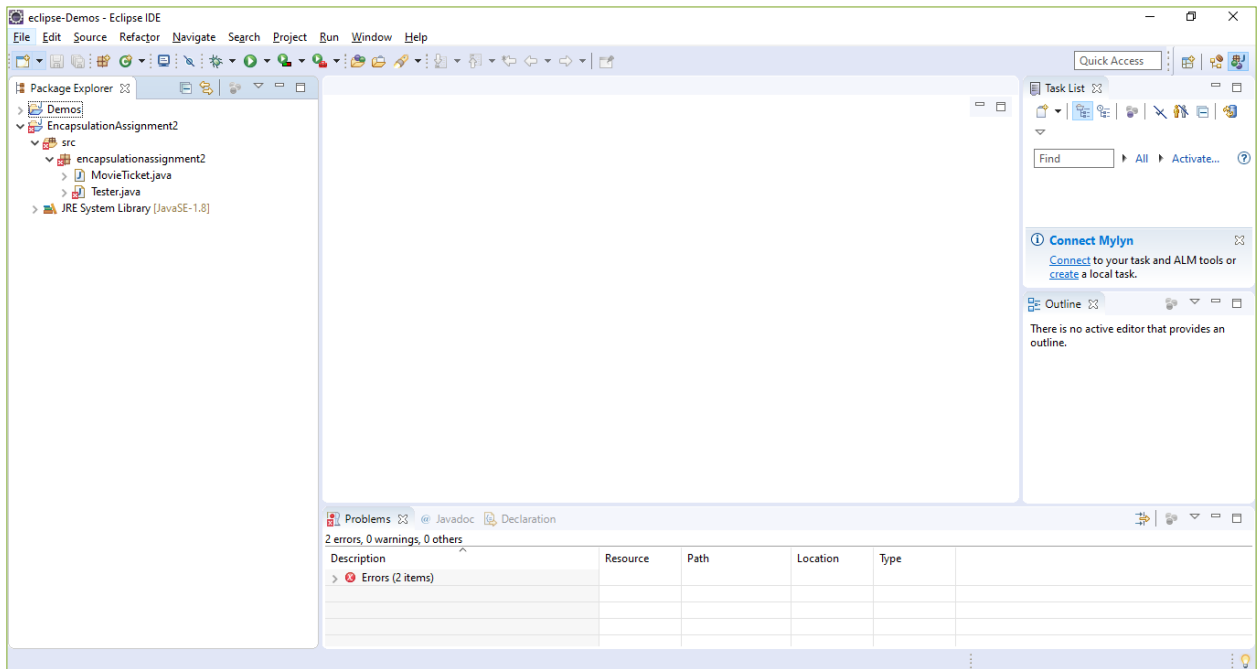 eclipse-Demos - Eclipse IDE
File Edit Source Refactor Navigate Search Project Run Window Help
Quick Access
Package Explorer
Demos
EncapsulationAssignment2
src
encapsulationassignment2
MovieTicket.java
Tester.java
JRE System Library [JavaSE-1.8]
Task List
Find All Activate...
Connect Mylyn
Connect to your task and ALM tools or
create a local task.
Outline
There is no active editor that provides an
outline.
Problems @ Javadoc Declaration
2 errors, 0 warnings, 0 others
Description Resource Path Location Type
Errors (2 items)